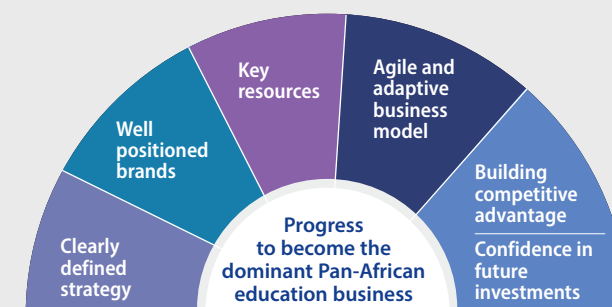 Clearly
defined
strategy
Well
positioned
brands
Key
resources
Agile and
adaptive
business
model
Building
competitive
advantage
Confidence in
future
investments
Progress
to become the
dominant Pan-African
education business